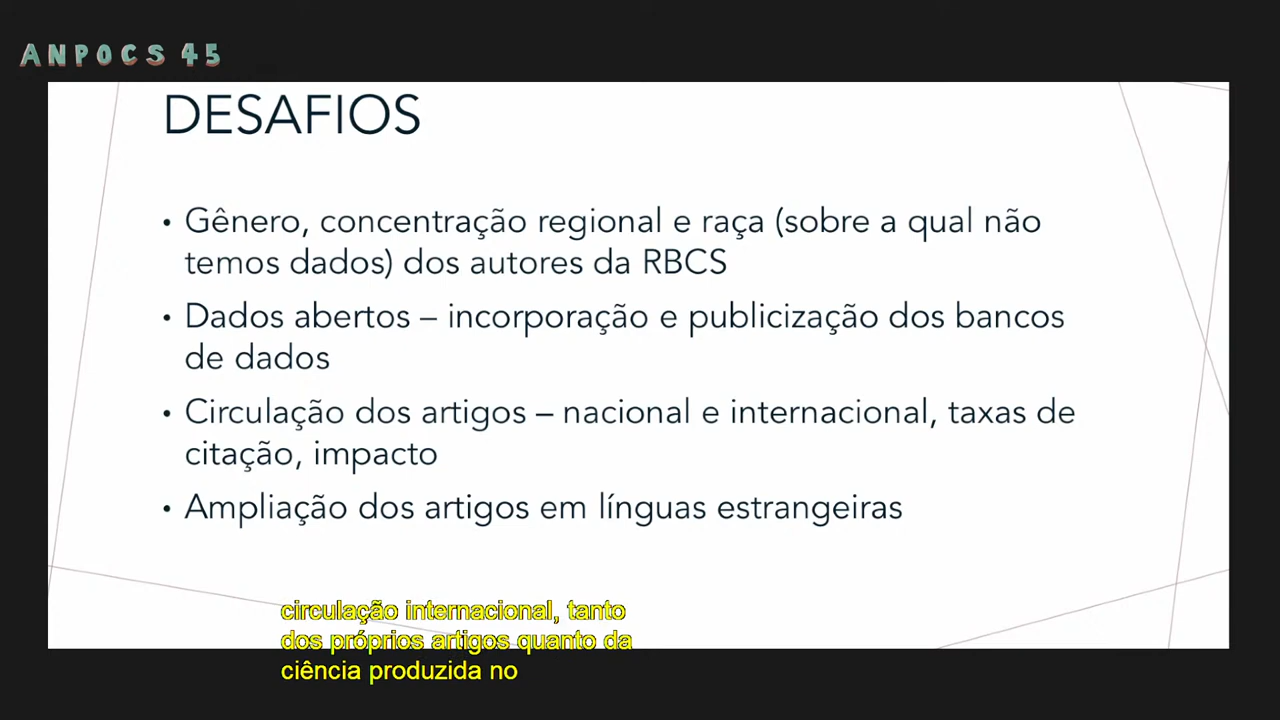 ANPOCS 45
DESAFIOS
• Gênero, concentração regional e raça (sobre a qual não
temos dados) dos autores da RBCS
• Dados abertos – incorporação e publicização dos bancos
de dados
• Circulação dos artigos – nacional e internacional, taxas de
citação, impacto
• Ampliação dos artigos em línguas estrangeiras
circulação internacional, tanto
dos próprios artigos quanto da
ciência produzida no